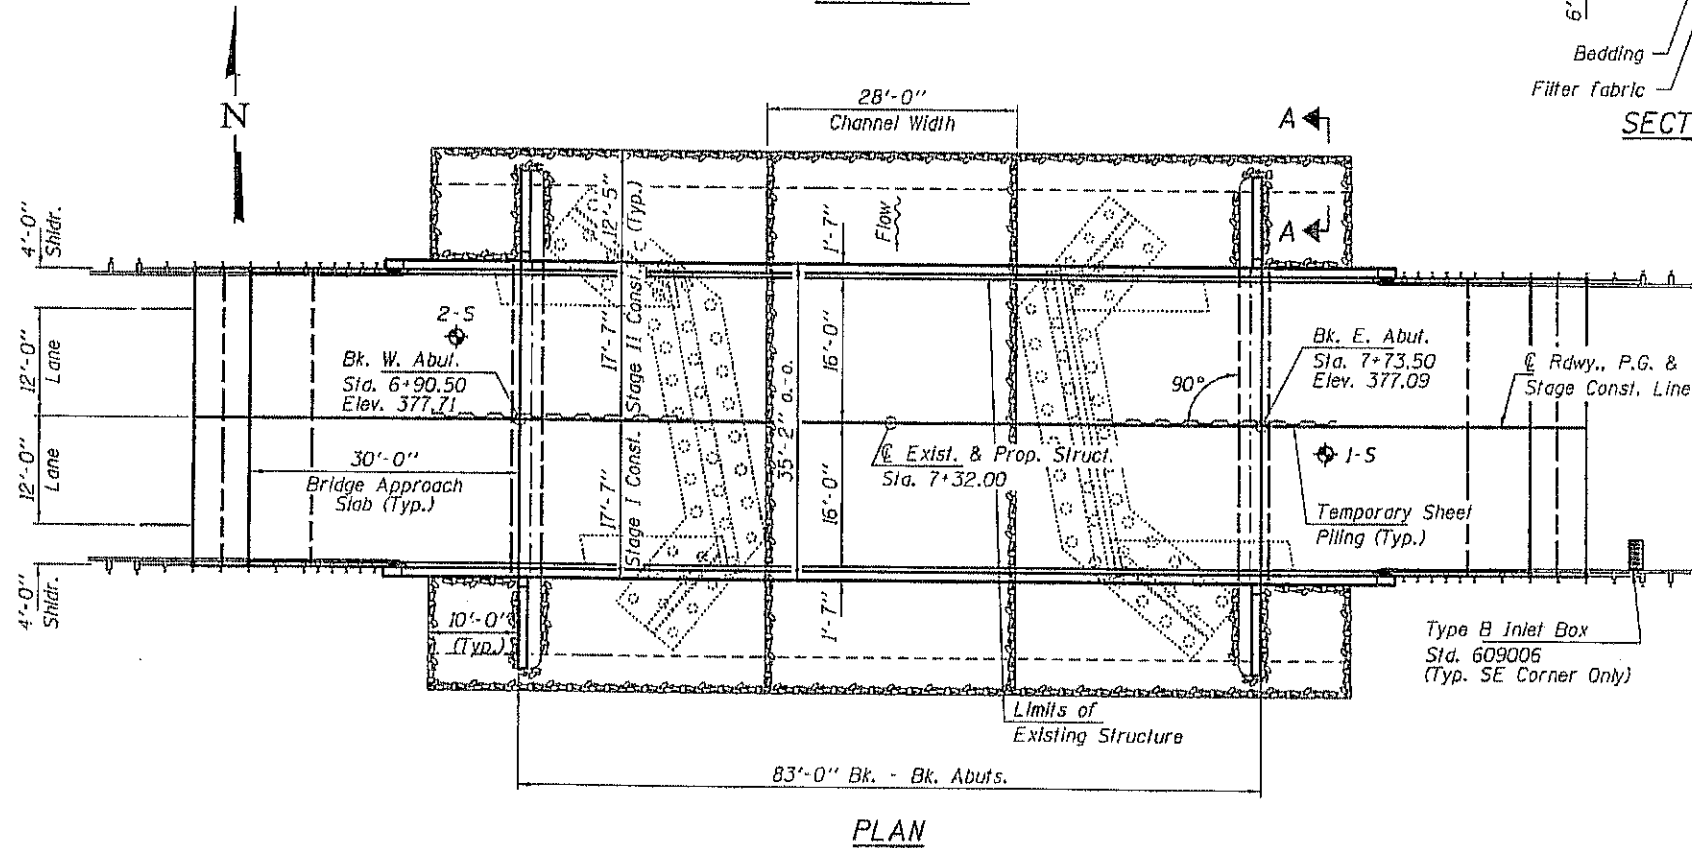 6'
Bedding
Filter fabric
SECT
N
28'-0"
Channel Width
A
A
4'-0"
Shldr.
12'-0"
Lane
12'-0"
Lane
4'-0"
Shldr.
12'-5"
(Typ.)
Flow
1'-7"
2-S
Bk. W. Abut.
Sta. 6+90.50
Elev. 377.71
17'-7"
Stage II Const.
16'-0"
35'-2" o.-o.
90°
Bk. E. Abut.
Sta. 7+73.50
Elev. 377.09
℄ Rdwy., P.G. &
Stage Const. Line
30'-0"
Bridge Approach
Slab (Typ.)
17'-7"
Stage I Const.
℄ Exist. & Prop. Struct.
Sta. 7+32.00
16'-0"
1-S
Temporary Sheet
Piling (Typ.)
10'-0"
(Typ.)
1'-7"
Type B Inlet Box
Std. 609006
(Typ. SE Corner Only)
Limits of
Existing Structure
83'-0" Bk. - Bk. Abuts.
PLAN